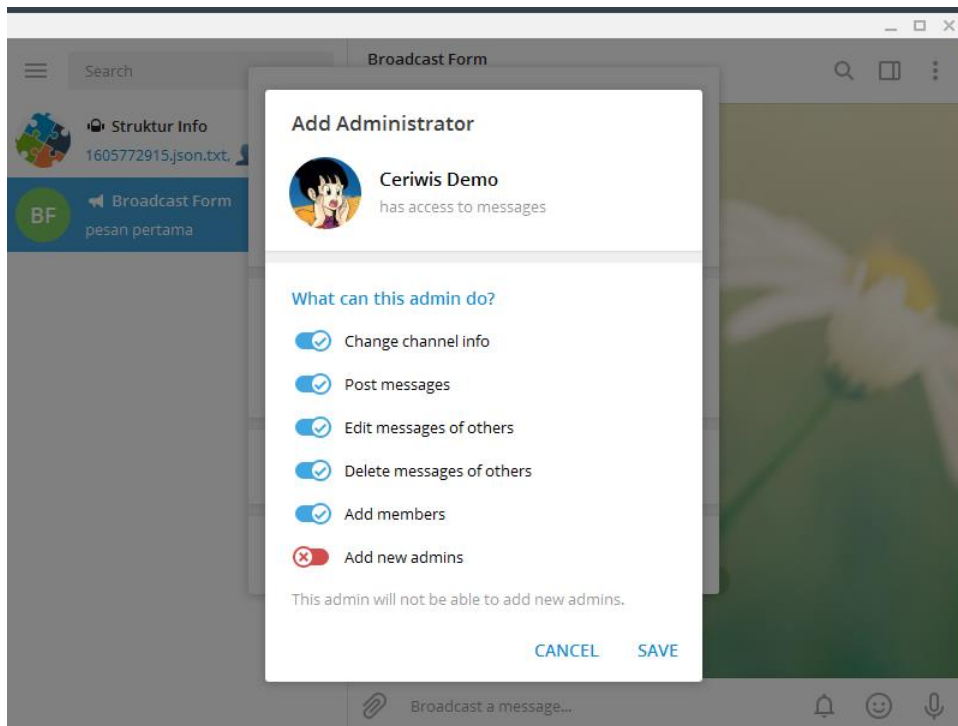 Search
Broadcast Form
Struktur Info
1605772915.json.txt,
BF
Broadcast Form
pesan pertama
Add Administrator
Ceriwis Demo
has access to messages
What can this admin do?
Change channel info
Post messages
Edit messages of others
Delete messages of others
Add members
Add new admins
This admin will not be able to add new admins.
CANCEL SAVE
Broadcast a message...